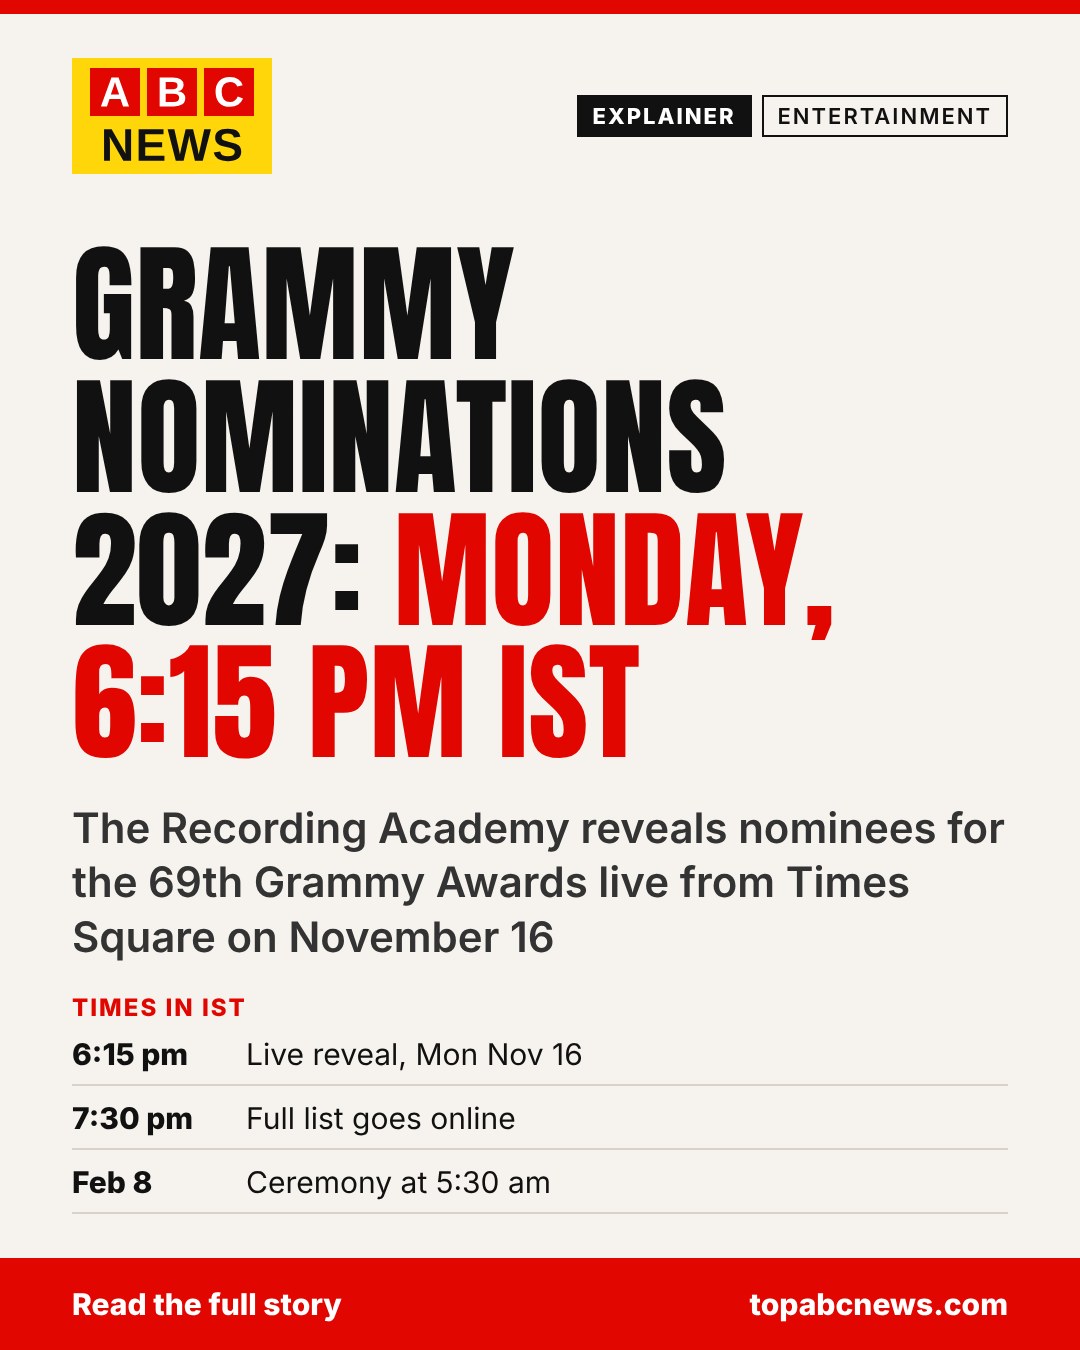 ABC
NEWS
EXPLAINER
ENTERTAINMENT
GRAMMY
NOMINATIONS
2027: MONDAY,
6:15 PM IST
The Recording Academy reveals nominees for
the 69th Grammy Awards live from Times
Square on November 16
TIMES IN IST
6:15 pm Live reveal, Mon Nov 16
7:30 pm Full list goes online
Feb 8 Ceremony at 5:30 am
Read the full story
topabcnews.com